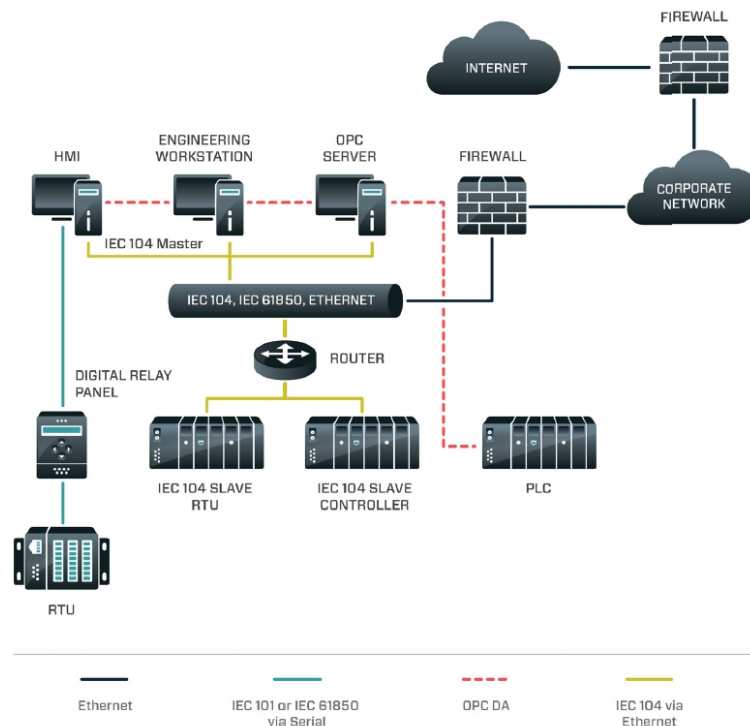 FIREWALL
INTERNET
ENGINEERING
WORKSTATION
OPC
SERVER
HMI
FIREWALL
CORPORATE
NETWORK
IEC 104 Master
IEC 104, IEC 61850, ETHERNET
ROUTER
DIGITAL RELAY
PANEL
IEC 104 SLAVE
RTU
IEC 104 SLAVE
CONTROLLER
PLC
RTU
Ethernet
IEC 101 or IEC 61850
via Serial
OPC DA
IEC 104 via
Ethernet